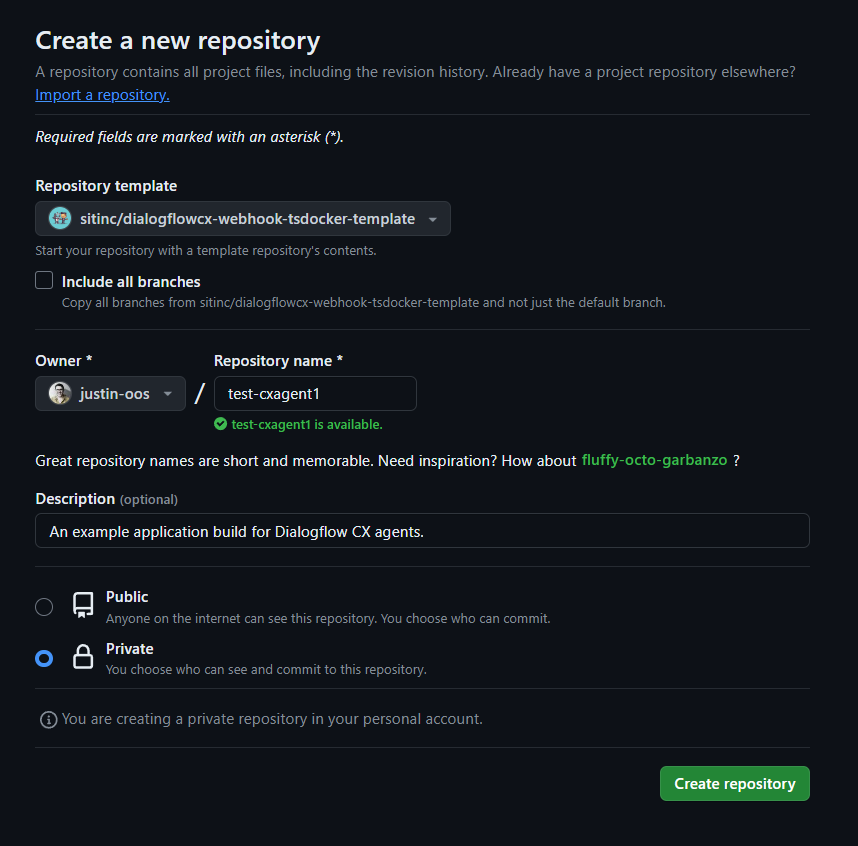 Create a new repository
A repository contains all project files, including the revision history. Already have a project repository elsewhere?
Import a repository.
Required fields are marked with an asterisk (*).
Repository template
sitinc/dialogflowcx-webhook-tsdocker-template
Start your repository with a template repository's contents.
Include all branches
Copy all branches from sitinc/dialogflowcx-webhook-tsdocker-template and not just the default branch.
Owner * Repository name *
justin-oos / test-cxagent1
test-cxagent1 is available.
Great repository names are short and memorable. Need inspiration? How about fluffy-octo-garbanzo ?
Description (optional)
An example application build for Dialogflow CX agents.
Public
Anyone on the internet can see this repository. You choose who can commit.
Private
You choose who can see and commit to this repository.
You are creating a private repository in your personal account.
Create repository